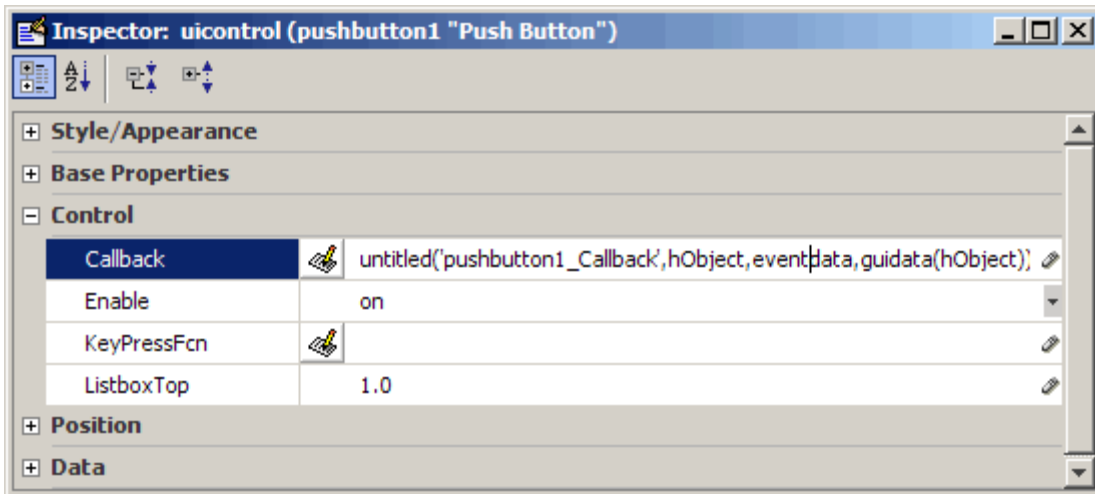 Inspector: uicontrol (pushbutton1 "Push Button")
A
Z
Style/Appearance
Base Properties
Control
Callback untitled('pushbutton1_Callback',hObject,eventdata,guidata(hObject))
Enable on
KeyPressFcn
ListboxTop 1.0
Position
Data